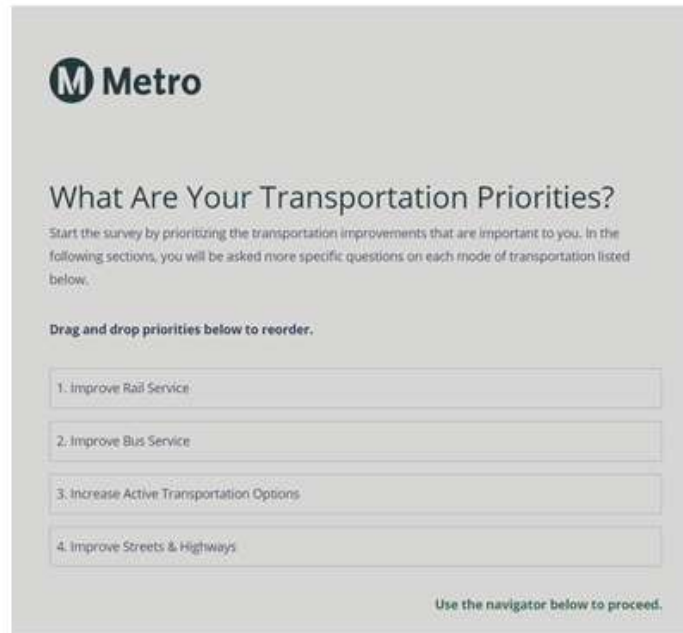 M Metro
What Are Your Transportation Priorities?
Start the survey by prioritizing the transportation improvements that are important to you. In the
following sections, you will be asked more specific questions on each mode of transportation listed
below.
Drag and drop priorities below to reorder.
1. Improve Rail Service
2. Improve Bus Service
3. Increase Active Transportation Options
4. Improve Streets & Highways
Use the navigator below to proceed.